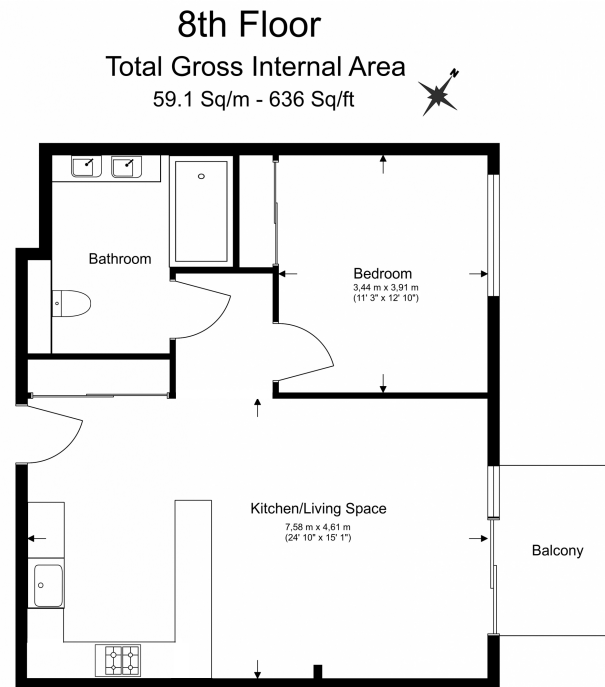 8th Floor
Total Gross Internal Area
59.1 Sq/m - 636 Sq/ft
N
Bathroom
Bedroom
3,44 m x 3,91 m
(11' 3" x 12' 10")
Kitchen/Living Space
7,58 m x 4,61 m
(24' 10" x 15' 1")
Balcony